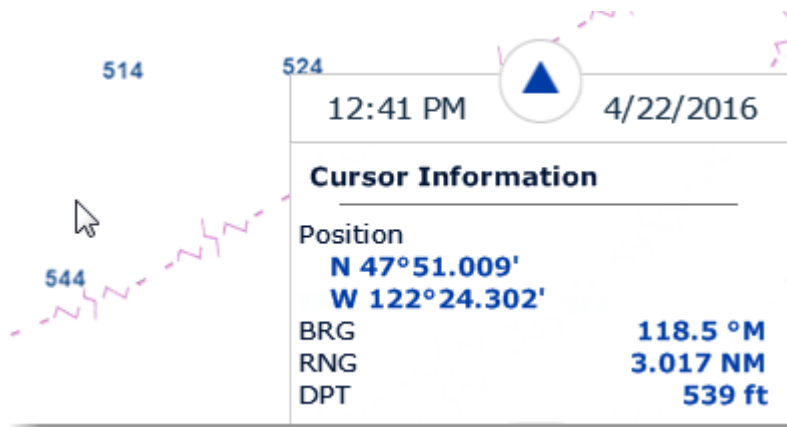 514
524
12:41 PM 4/22/2016
Cursor Information
Position
N 47°51.009'
W 122°24.302'
544
BRG 118.5 °M
RNG 3.017 NM
DPT 539 ft